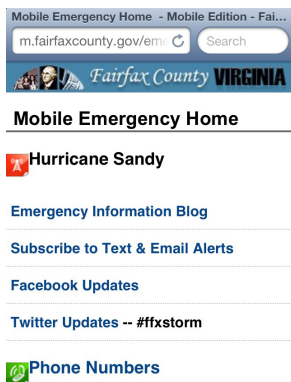 Mobile Emergency Home - Mobile Edition - Fai...
m.fairfaxcounty.gov/eme
Search
Fairfax County VIRGINIA
Mobile Emergency Home
Hurricane Sandy
Emergency Information Blog
Subscribe to Text & Email Alerts
Facebook Updates
Twitter Updates -- #ffxstorm
Phone Numbers